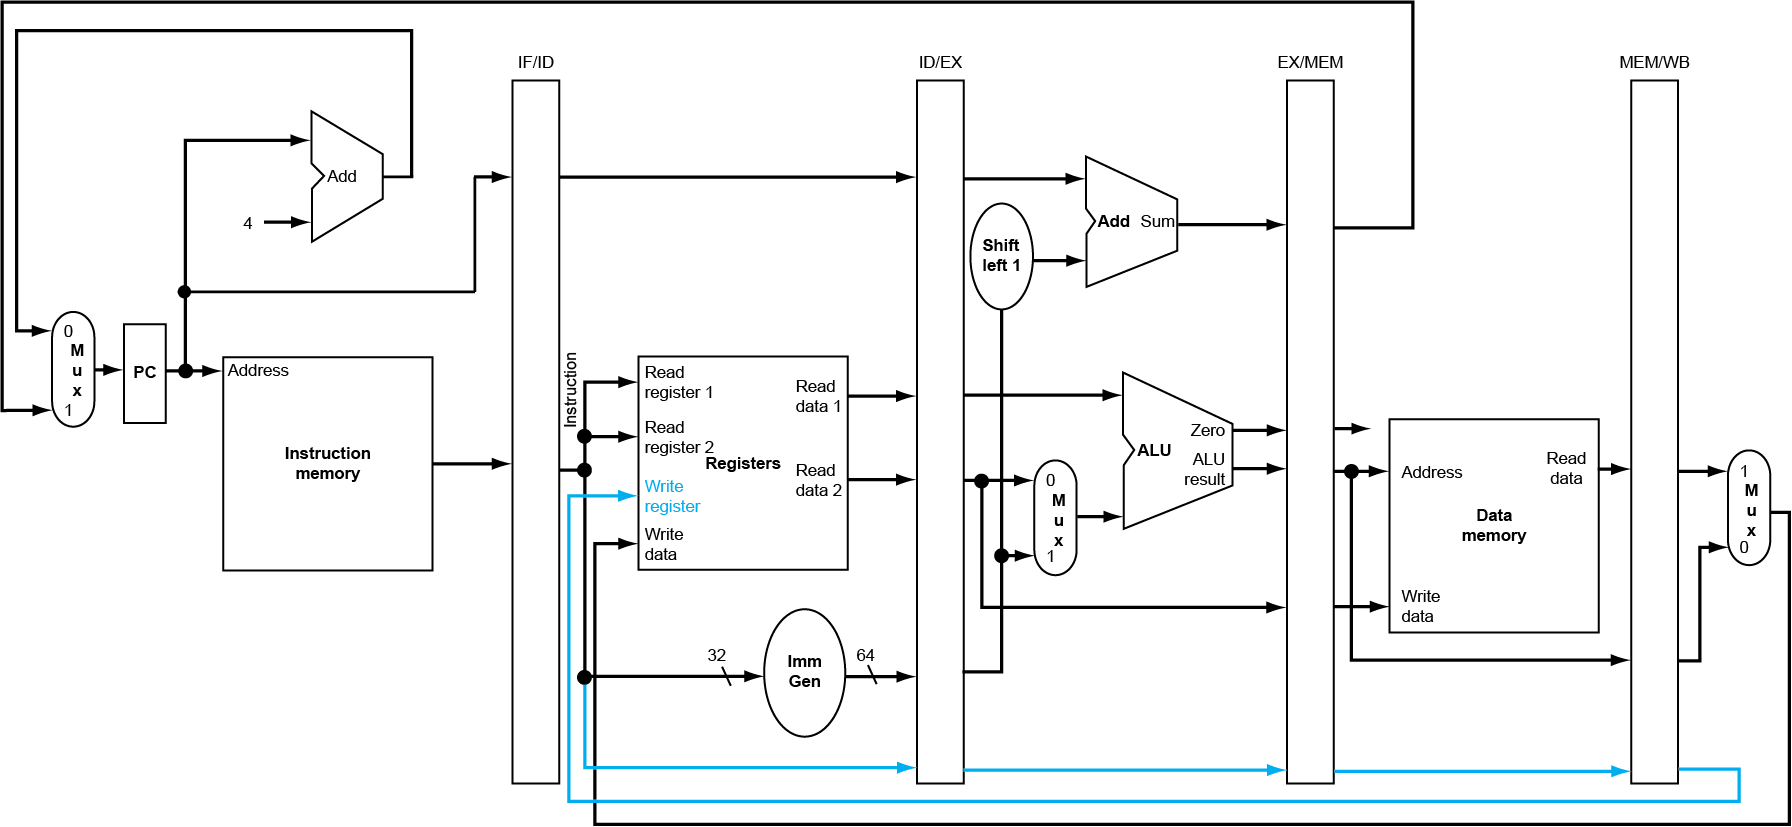 IF/ID
ID/EX
EX/MEM
MEM/WB
Add
4
Add Sum
Shift
left 1
0
M
u
x
1
PC
Address
Instruction
memory
Instruction
Read
register 1
Read
register 2
Write
register
Write
data
Registers
Read
data 1
Read
data 2
32
Imm
Gen
64
0
M
u
x
1
ALU
Zero
ALU
result
Address
Write
data
Data
memory
Read
data
1
M
u
x
0